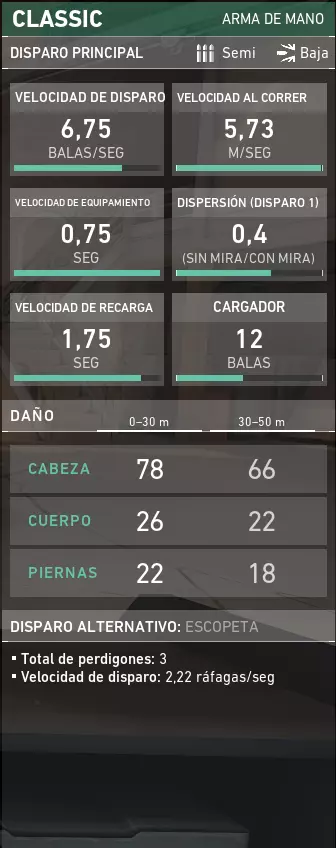 CLASSIC ARMA DE MANO
DISPARO PRINCIPAL Semi Baja
VELOCIDAD DE DISPARO VELOCIDAD AL CORRER
6,75 5,73
BALAS/SEG M/SEG
VELOCIDAD DE EQUIPAMIENTO DISPERSIÓN (DISPARO 1)
0,75 0,4
SEG (SIN MIRA/CON MIRA)
VELOCIDAD DE RECARGA CARGADOR
1,75 12
SEG BALAS
DAÑO 0–30 m 30–50 m
CABEZA 78 66
CUERPO 26 22
PIERNAS 22 18
DISPARO ALTERNATIVO: ESCOPETA
▪ Total de perdigones: 3
▪ Velocidad de disparo: 2,22 ráfagas/seg